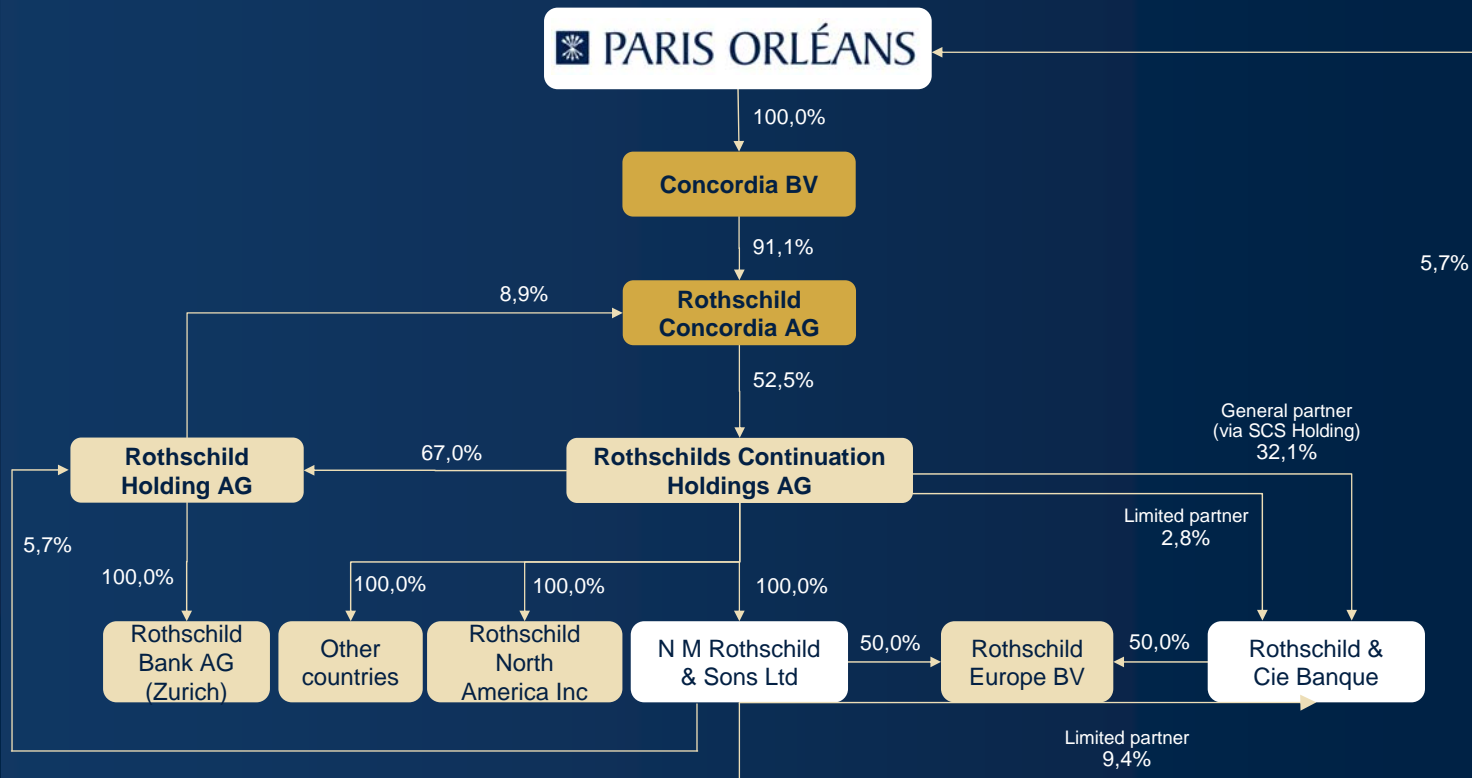 PARIS ORLÉANS
100,0%
Concordia BV
91,1%
5,7%
8,9%
Rothschild
Concordia AG
52,5%
General partner
(via SCS Holding)
32,1%
Rothschild
Holding AG
67,0%
Rothschilds Continuation
Holdings AG
Limited partner
2,8%
5,7%
100,0%
100,0%
100,0%
100,0%
Rothschild
Bank AG
(Zurich)
Other
countries
Rothschild
North
America Inc
N M Rothschild
& Sons Ltd
50,0%
Rothschild
Europe BV
50,0%
Rothschild &
Cie Banque
Limited partner
9,4%